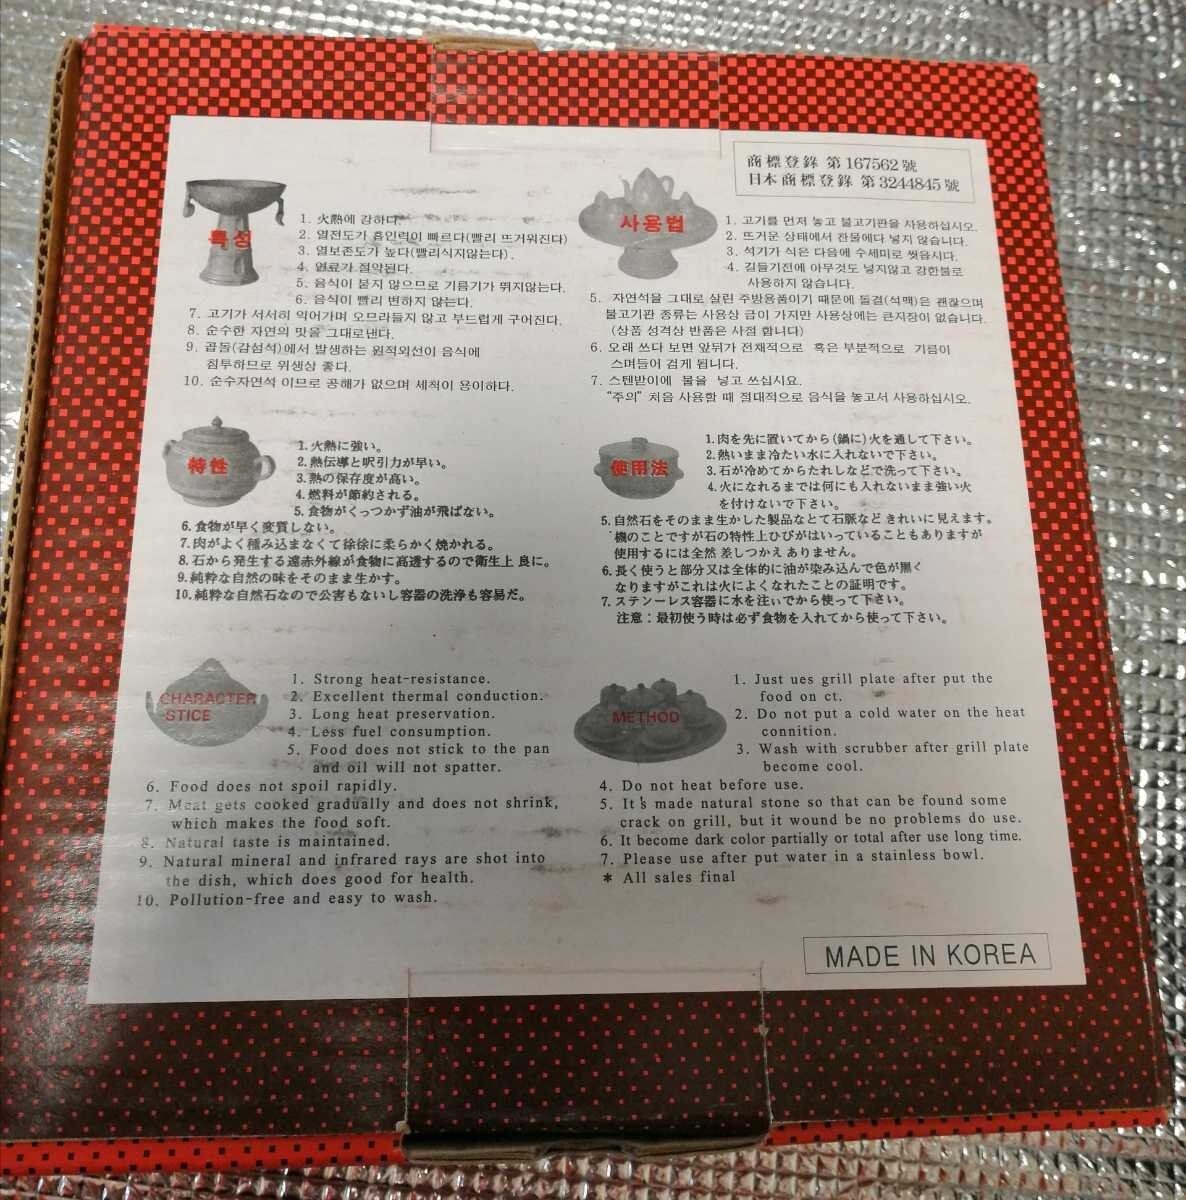 商標登錄 第167562號
日本商標登錄 第3244845號
특성
1. 火熱에 강하다.
2. 열전도가 흡인력이 빠르다(빨리 뜨거워진다)
3. 열보존도가 높다(빨리식지않는다).
4. 연료가 절약된다.
5. 음식이 붙지 않으므로 기름기가 튀지않는다.
6. 음식이 빨리 변하지 않는다.
7. 고기가 서서히 익어가며 오므라들지 않고 부드럽게 구어진다.
8. 순수한 자연의 맛을 그대로낸다.
9. 곱돌(감섬석)에서 발생하는 원적외선이 음식에
침투하므로 위생상 좋다.
10. 순수자연석 이므로 공해가 없으며 세척이 용이하다.
사용법
1. 고기를 먼저 놓고 불고기판을 사용하십시오.
2. 뜨거운 상태에서 찬물에다 넣지 않습니다.
3. 석기가 식은 다음에 수세미로 씻읍시다.
4. 길들기전에 아무것도 넣지않고 강한불로
사용하지 않습니다.
5. 자연석을 그대로 살린 주방용품이기 때문에 돌결(석맥)은 괜찮으며
불고기판 종류는 사용상 금이 가지만 사용상에는 큰지장이 없습니다.
(상품 성격상 반품은 사절 합니다)
6. 오래 쓰다 보면 앞뒤가 전체적으로 혹은 부분적으로 기름이
스며들어 검게 됩니다.
7. 스텐받이에 물을 넣고 쓰십시요.
"주의" 처음 사용할 때 절대적으로 음식을 놓고서 사용하십시오.
特性
1.火熱に強い。
2.熱伝導と吸引力が早い。
3.熱の保存度が高い。
4.燃料が節約される。
5.食物がくっつかず油が飛ばない。
6.食物が早く変質しない。
7.肉がよく種み込まなくて徐徐に柔らかく焼かれる。
8.石から発生する遠赤外線が食物に高透するので衛生上 良に。
9.純粋な自然の味をそのまま生かす。
10.純粋な自然石なので公害もないし容器の洗浄も容易だ。
使用法
1.肉を先に置いてから(鍋に)火を通して下さい。
2.熱いまま冷たい水に入れないで下さい。
3.石が冷めてからたれしなどで洗って下さい。
4.火になれるまでは何にも入れないまま強い火
を付けないで下さい。
5.自然石をそのまま生かした製品なとて石脈など きれいに見えます。
機のことですが石の特性上ひびがはいっていることもありますが
使用するには全然 差しつかえ ありません。
6.長く使うと部分又は全体的に油が染み込んで色が黒く
なりますがこれは火によくなれたことの証明です。
7.ステンーレス容器に水を注ぃでから使って下さい。
注意：最初使う時は必ず食物を入れてから使って下さい。
CHARACTER
STICE
1. Strong heat-resistance.
2. Excellent thermal conduction.
3. Long heat preservation.
4. Less fuel consumption.
5. Food does not stick to the pan
and oil will not spatter.
6. Food does not spoil rapidly.
7. Meat gets cooked gradually and does not shrink,
which makes the food soft.
8. Natural taste is maintained.
9. Natural mineral and infrared rays are shot into
the dish, which does good for health.
10. Pollution-free and easy to wash.
METHOD
1. Just ues grill plate after put the
food on ct.
2. Do not put a cold water on the heat
connition.
3. Wash with scrubber after grill plate
become cool.
4. Do not heat before use.
5. It's made natural stone so that can be found some
crack on grill, but it wound be no problems do use.
6. It become dark color partially or total after use long time.
7. Please use after put water in a stainless bowl.
* All sales final
MADE IN KOREA